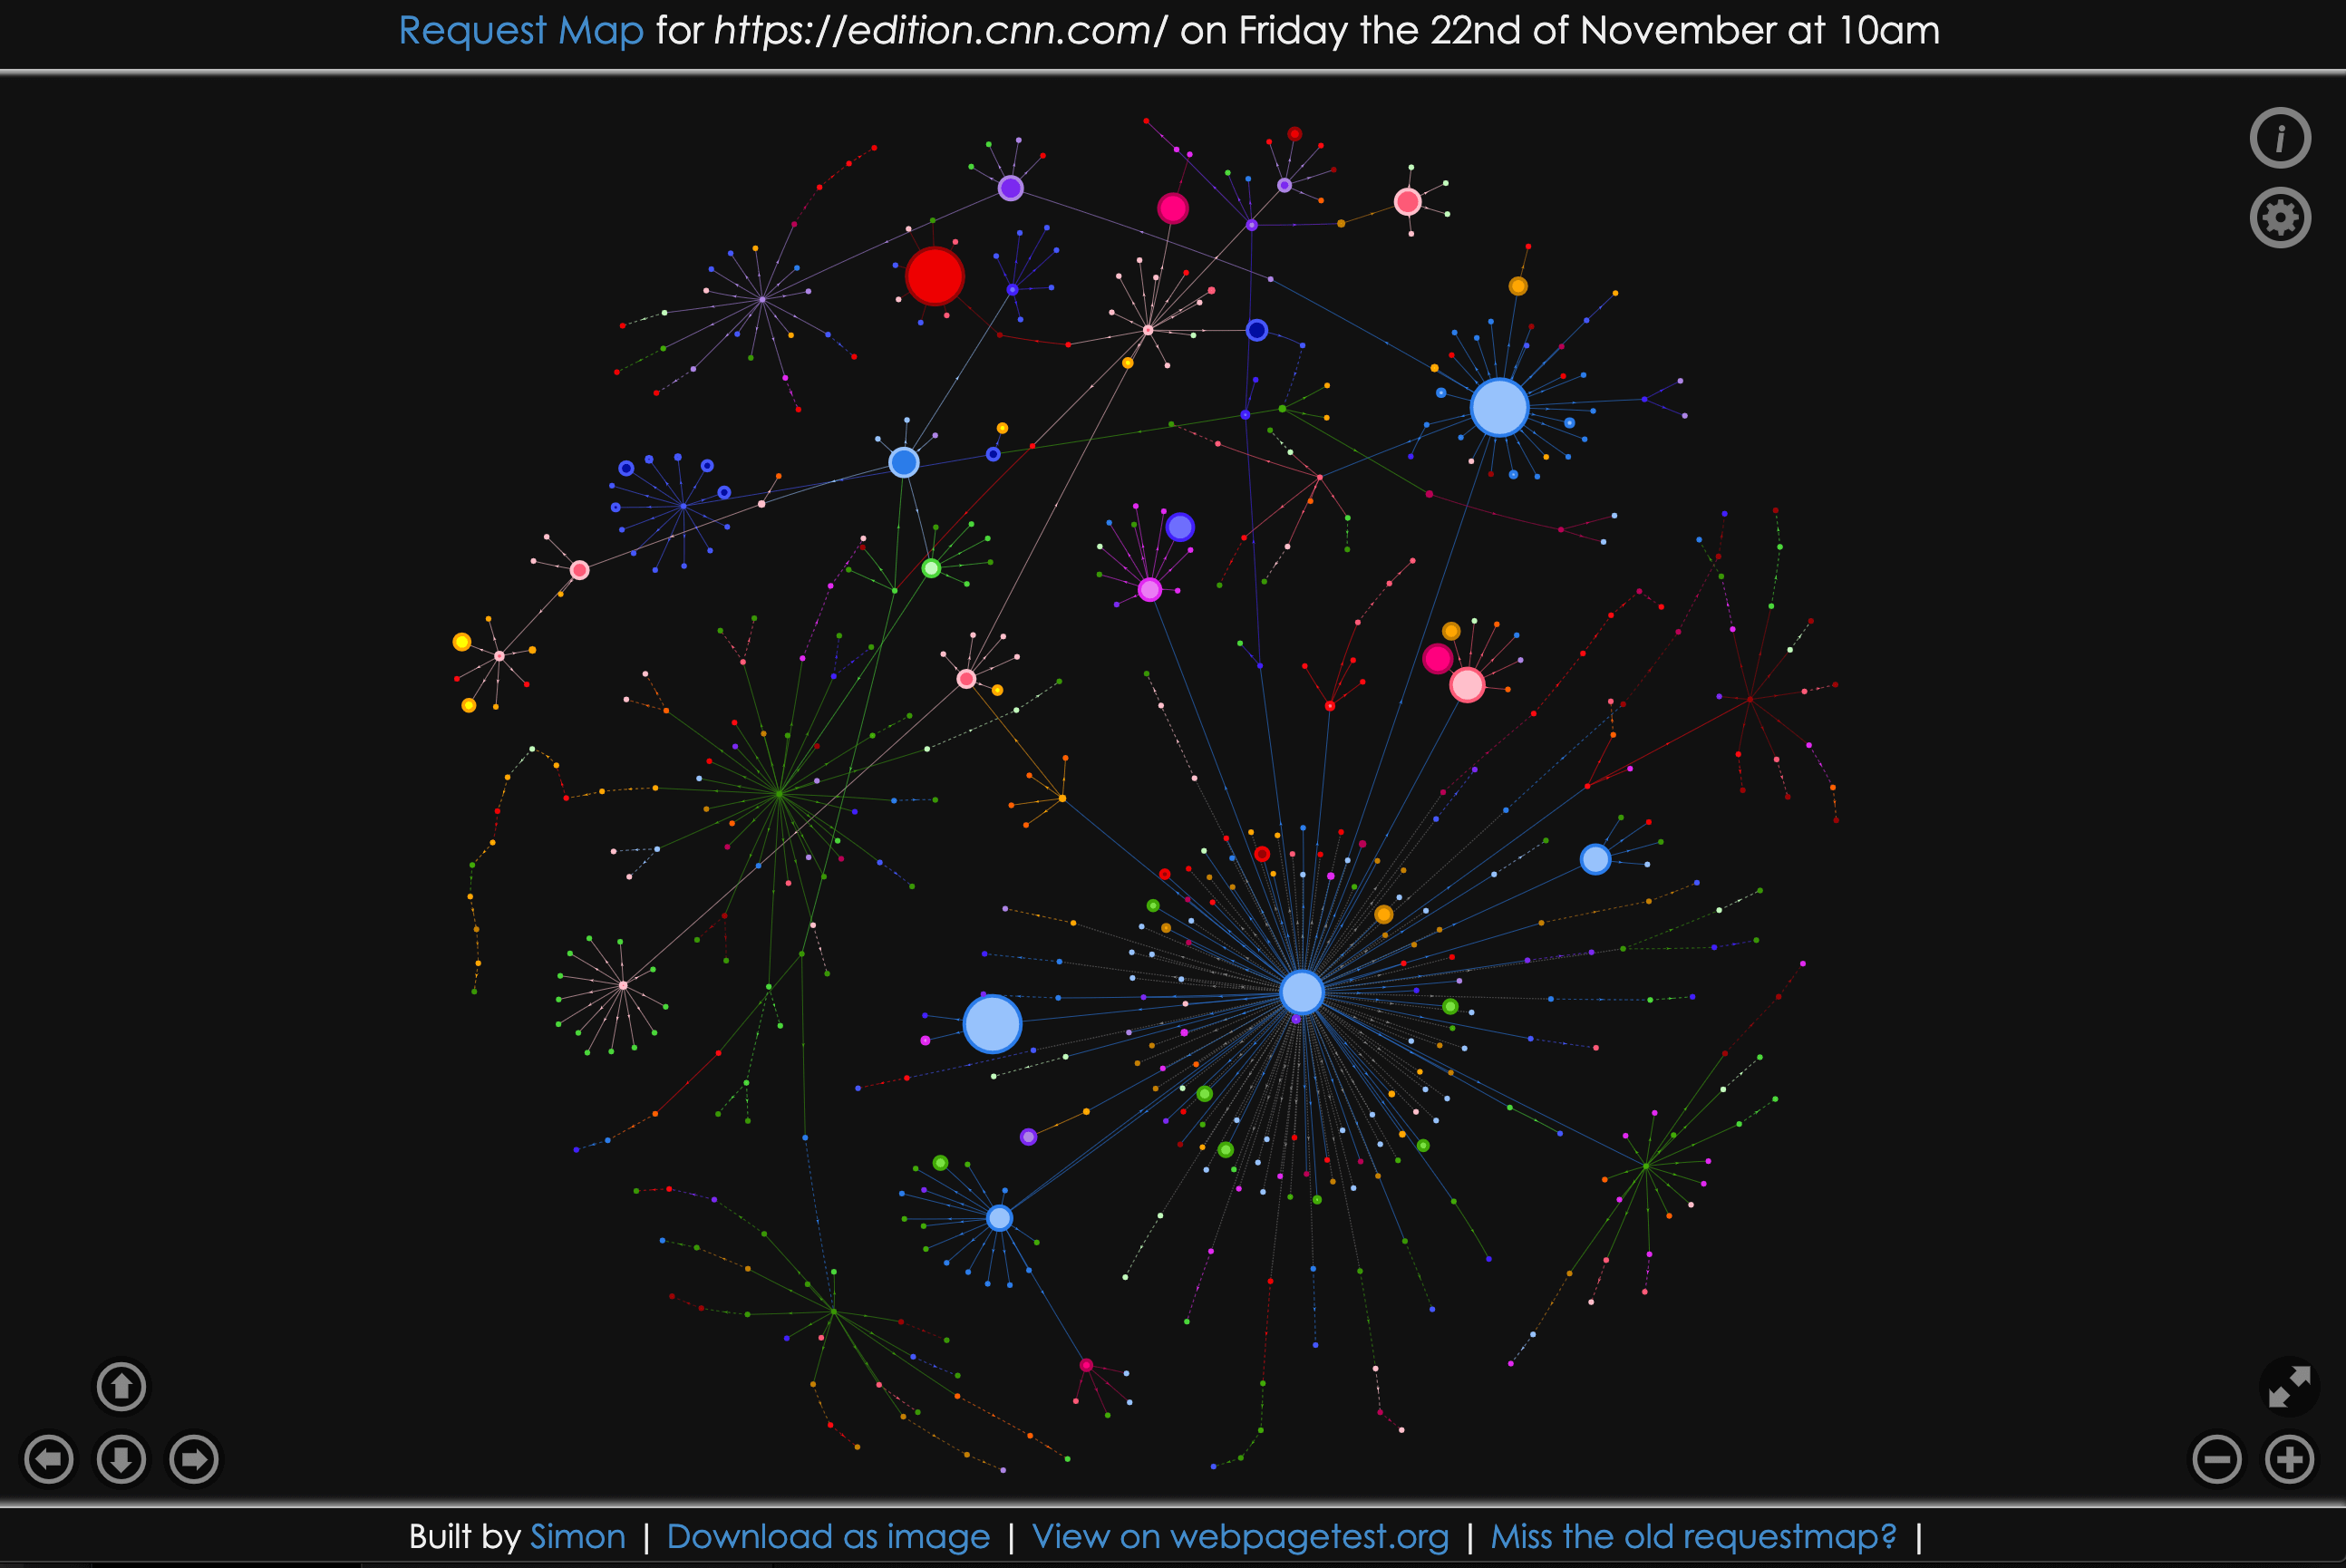 Request Map for https://edition.cnn.com/ on Friday the 22nd of November at 10am
i
Built by Simon | Download as image | View on webpagetest.org | Miss the old requestmap? |